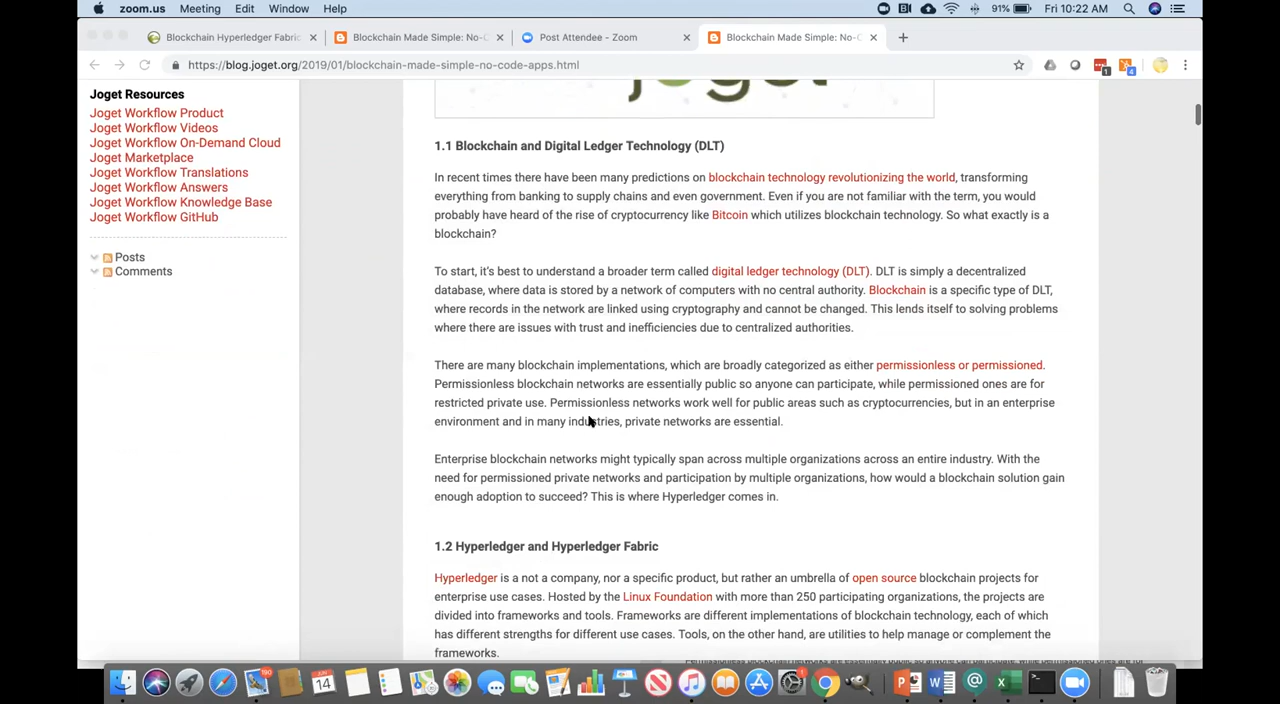 zoom.us Meeting Edit Window Help 91% Fri 10:22 AM
Blockchain Hyperledger Fabric
Blockchain Made Simple: No-C
Post Attendee - Zoom
Blockchain Made Simple: No-C
https://blog.joget.org/2019/01/blockchain-made-simple-no-code-apps.html
1
4
Joget Resources
Joget Workflow Product
Joget Workflow Videos
Joget Workflow On-Demand Cloud
Joget Marketplace
Joget Workflow Translations
Joget Workflow Answers
Joget Workflow Knowledge Base
Joget Workflow GitHub
Posts
Comments
joget
1.1 Blockchain and Digital Ledger Technology (DLT)
In recent times there have been many predictions on blockchain technology revolutionizing the world, transforming
everything from banking to supply chains and even government. Even if you are not familiar with the term, you would
probably have heard of the rise of cryptocurrency like Bitcoin which utilizes blockchain technology. So what exactly is a
blockchain?
To start, it's best to understand a broader term called digital ledger technology (DLT). DLT is simply a decentralized
database, where data is stored by a network of computers with no central authority. Blockchain is a specific type of DLT,
where records in the network are linked using cryptography and cannot be changed. This lends itself to solving problems
where there are issues with trust and inefficiencies due to centralized authorities.
There are many blockchain implementations, which are broadly categorized as either permissionless or permissioned.
Permissionless blockchain networks are essentially public so anyone can participate, while permissioned ones are for
restricted private use. Permissionless networks work well for public areas such as cryptocurrencies, but in an enterprise
environment and in many industries, private networks are essential.
Enterprise blockchain networks might typically span across multiple organizations across an entire industry. With the
need for permissioned private networks and participation by multiple organizations, how would a blockchain solution gain
enough adoption to succeed? This is where Hyperledger comes in.
1.2 Hyperledger and Hyperledger Fabric
Hyperledger is a not a company, nor a specific product, but rather an umbrella of open source blockchain projects for
enterprise use cases. Hosted by the Linux Foundation with more than 250 participating organizations, the projects are
divided into frameworks and tools. Frameworks are different implementations of blockchain technology, each of which
has different strengths for different use cases. Tools, on the other hand, are utilities to help manage or complement the
frameworks.
14